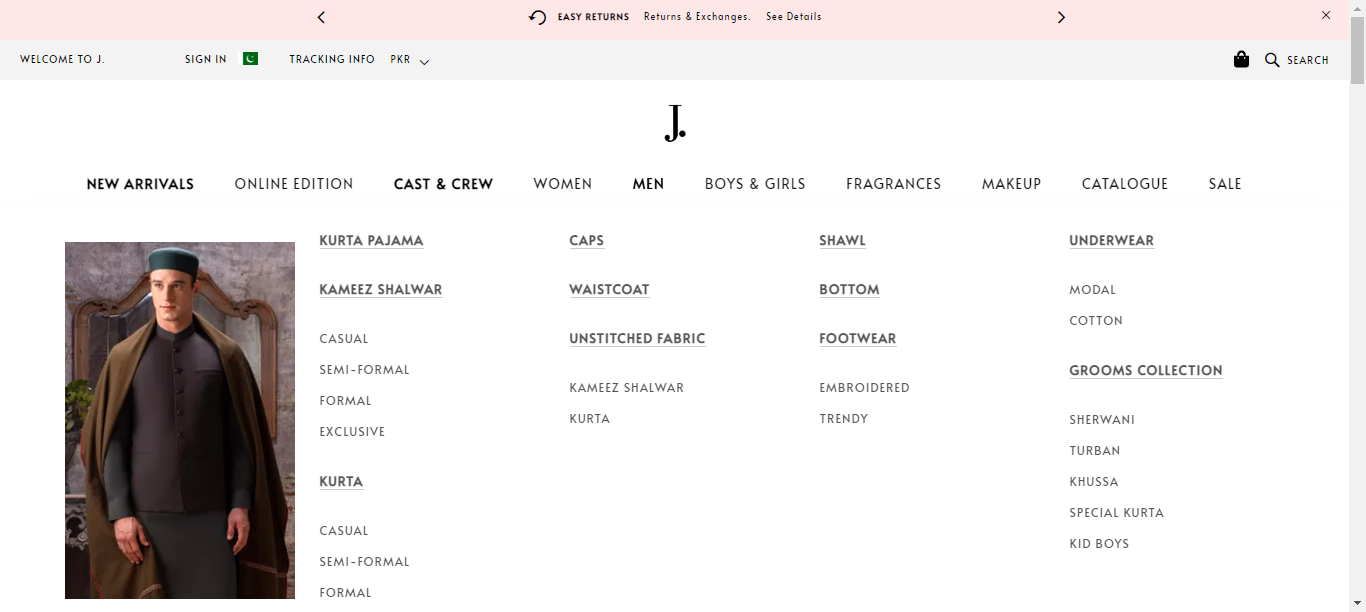 EASY RETURNS Returns & Exchanges. See Details
WELCOME TO J. SIGN IN TRACKING INFO PKR SEARCH
J.
NEW ARRIVALS ONLINE EDITION CAST & CREW WOMEN MEN BOYS & GIRLS FRAGRANCES MAKEUP CATALOGUE SALE
KURTA PAJAMA
KAMEEZ SHALWAR
CASUAL
SEMI-FORMAL
FORMAL
EXCLUSIVE
KURTA
CASUAL
SEMI-FORMAL
FORMAL
CAPS
WAISTCOAT
UNSTITCHED FABRIC
KAMEEZ SHALWAR
KURTA
SHAWL
BOTTOM
FOOTWEAR
EMBROIDERED
TRENDY
UNDERWEAR
MODAL
COTTON
GROOMS COLLECTION
SHERWANI
TURBAN
KHUSSA
SPECIAL KURTA
KID BOYS